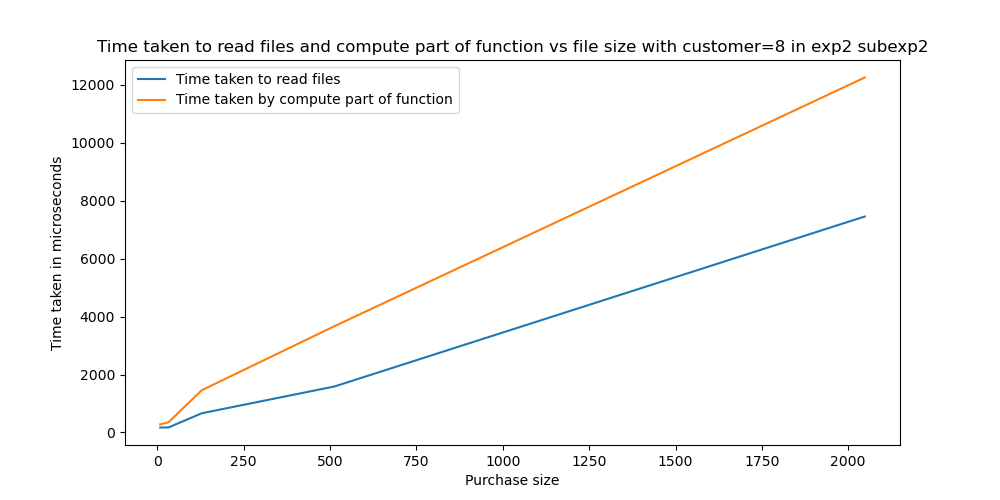 Time taken to read files and compute part of function vs file size with customer=8 in exp2 subexp2
Time taken to read files
Time taken by compute part of function
Time taken in microseconds
12000
10000
8000
6000
4000
2000
0
0 250 500 750 1000 1250 1500 1750 2000
Purchase size